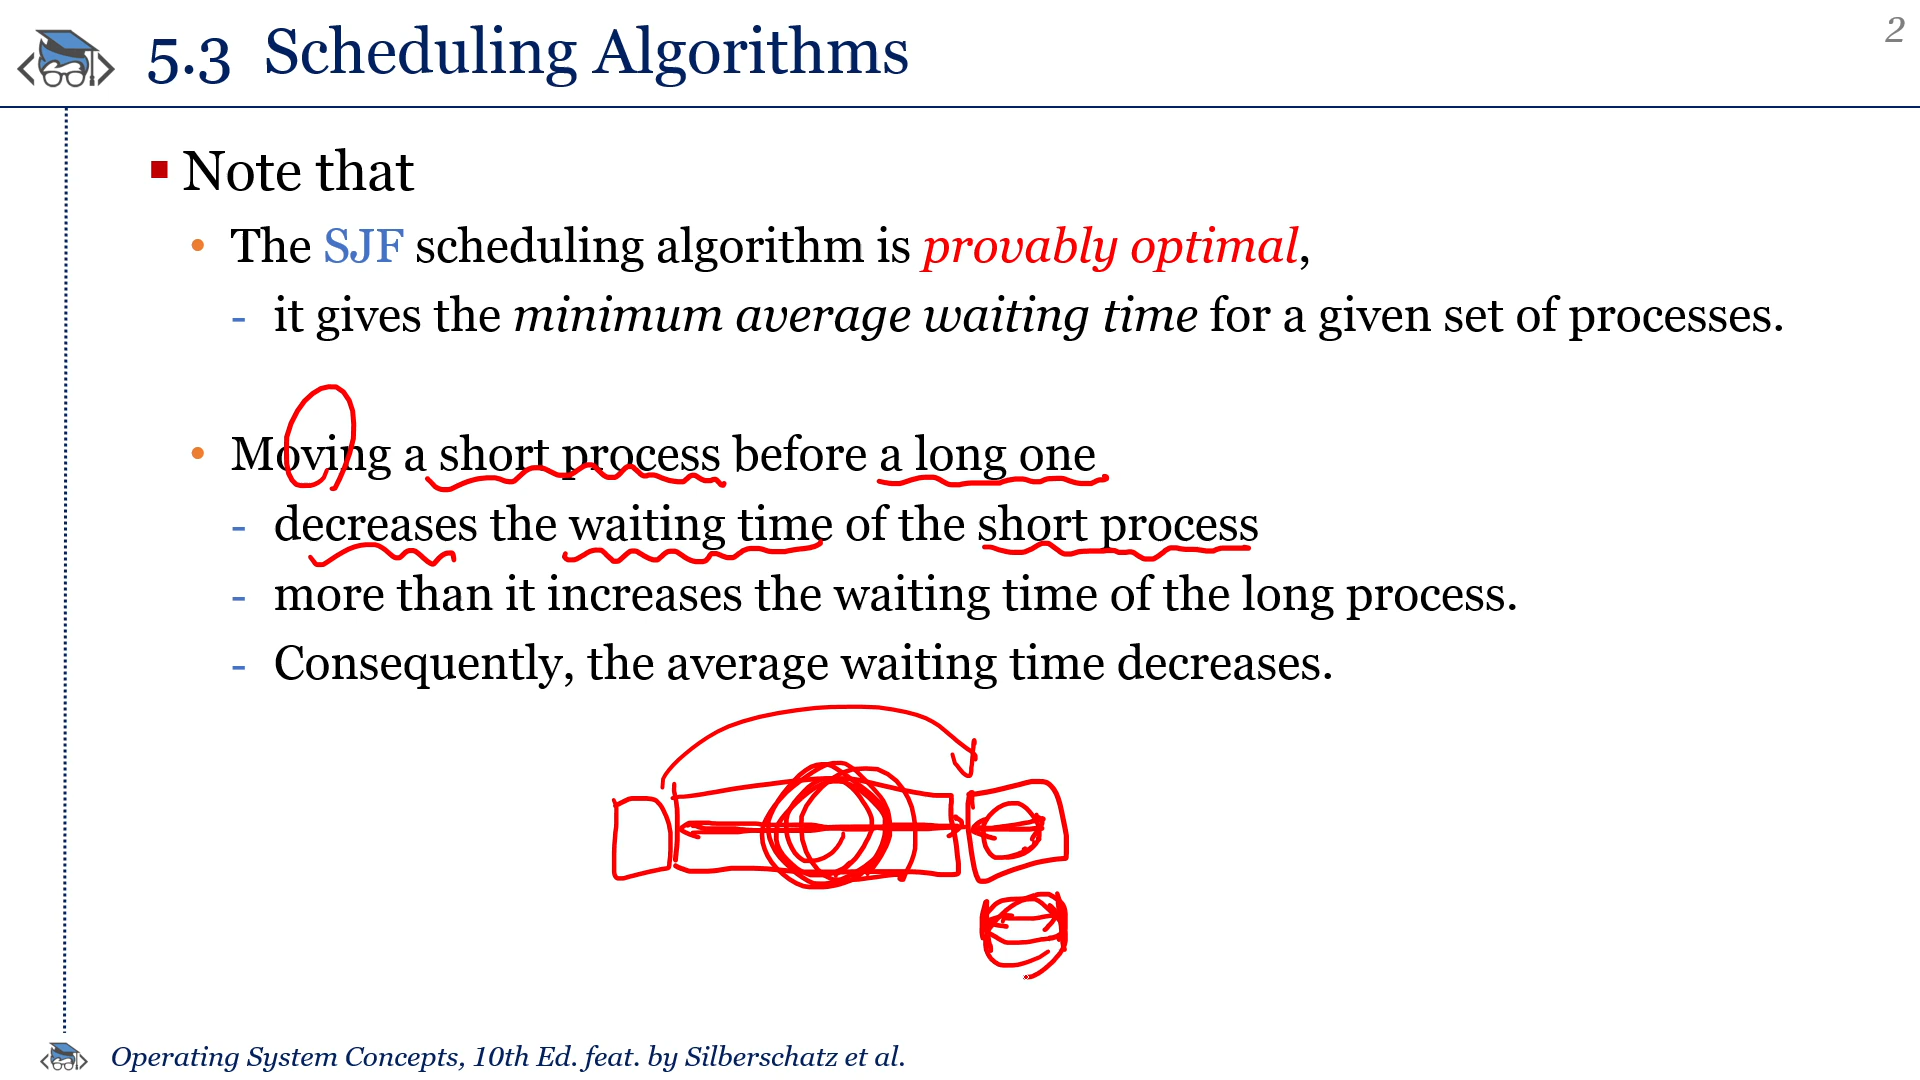 2
5.3 Scheduling Algorithms
Note that
The SJF scheduling algorithm is provably optimal,
- it gives the minimum average waiting time for a given set of processes.
Moving a short process before a long one
- decreases the waiting time of the short process
- more than it increases the waiting time of the long process.
- Consequently, the average waiting time decreases.
Operating System Concepts, 10th Ed. feat. by Silberschatz et al.